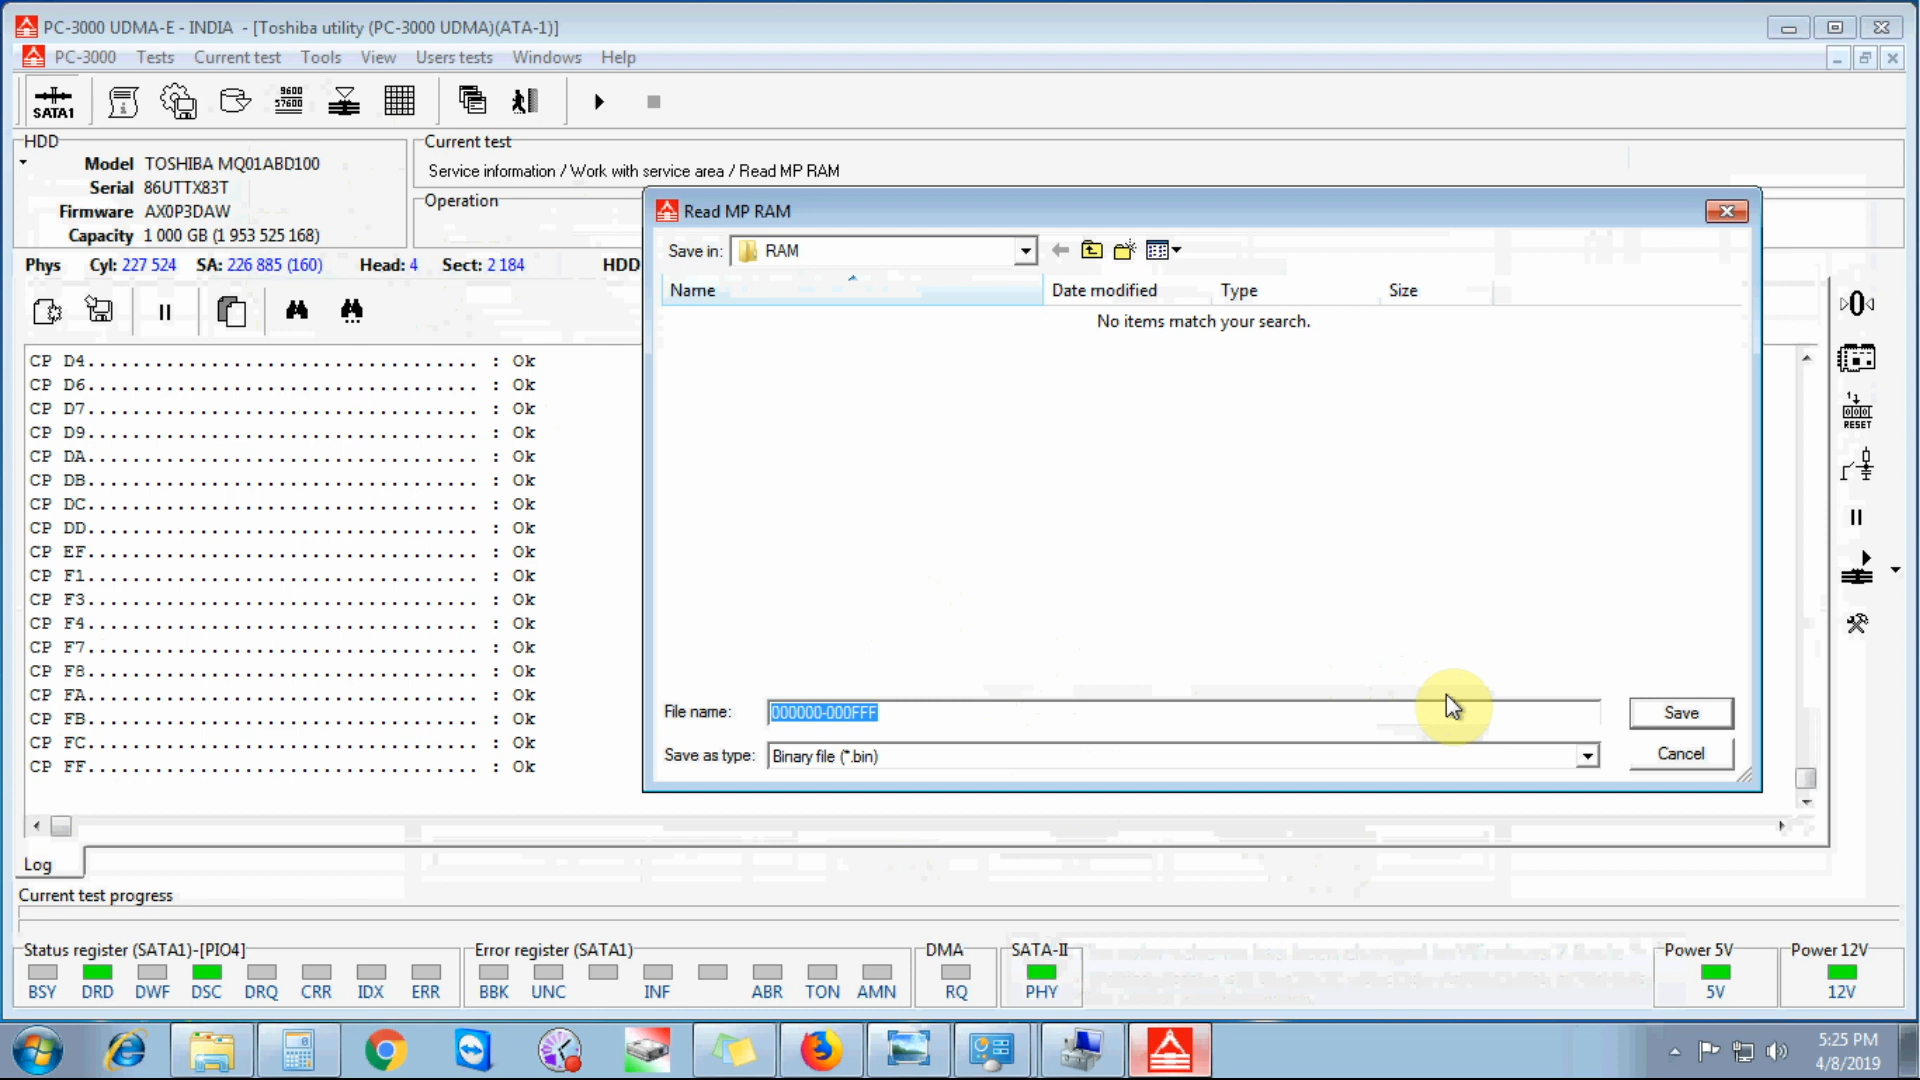 PC-3000 UDMA-E - INDIA - [Toshiba utility (PC-3000 UDMA)(ATA-1)]
PC-3000 Tests Current test Tools View Users tests Windows Help
SATA1
9600
57600
HDD
Model TOSHIBA MQ01ABD100
Serial 86UTTX83T
Firmware AX0P3DAW
Capacity 1 000 GB (1 953 525 168)
Current test
Service information / Work with service area / Read MP RAM
Operation
Phys Cyl: 227 524 SA: 226 885 (160) Head: 4 Sect: 2 184 HDD
Read MP RAM
Save in: RAM
Name Date modified Type Size
No items match your search.
File name: 000000-000FFF Save
Save as type: Binary file (*.bin) Cancel
CP D4.................................. : Ok
CP D6.................................. : Ok
CP D7.................................. : Ok
CP D9.................................. : Ok
CP DA.................................. : Ok
CP DB.................................. : Ok
CP DC.................................. : Ok
CP DD.................................. : Ok
CP EF.................................. : Ok
CP F1.................................. : Ok
CP F3.................................. : Ok
CP F4.................................. : Ok
CP F7.................................. : Ok
CP F8.................................. : Ok
CP FA.................................. : Ok
CP FB.................................. : Ok
CP FC.................................. : Ok
CP FF.................................. : Ok
RESET
Log
Current test progress
Status register (SATA1)-[PIO4] Error register (SATA1) DMA SATA-II Power 5V Power 12V
BSY DRD DWF DSC DRQ CRR IDX ERR BBK UNC INF ABR TON AMN RQ PHY 5V 12V
5:25 PM
4/8/2019